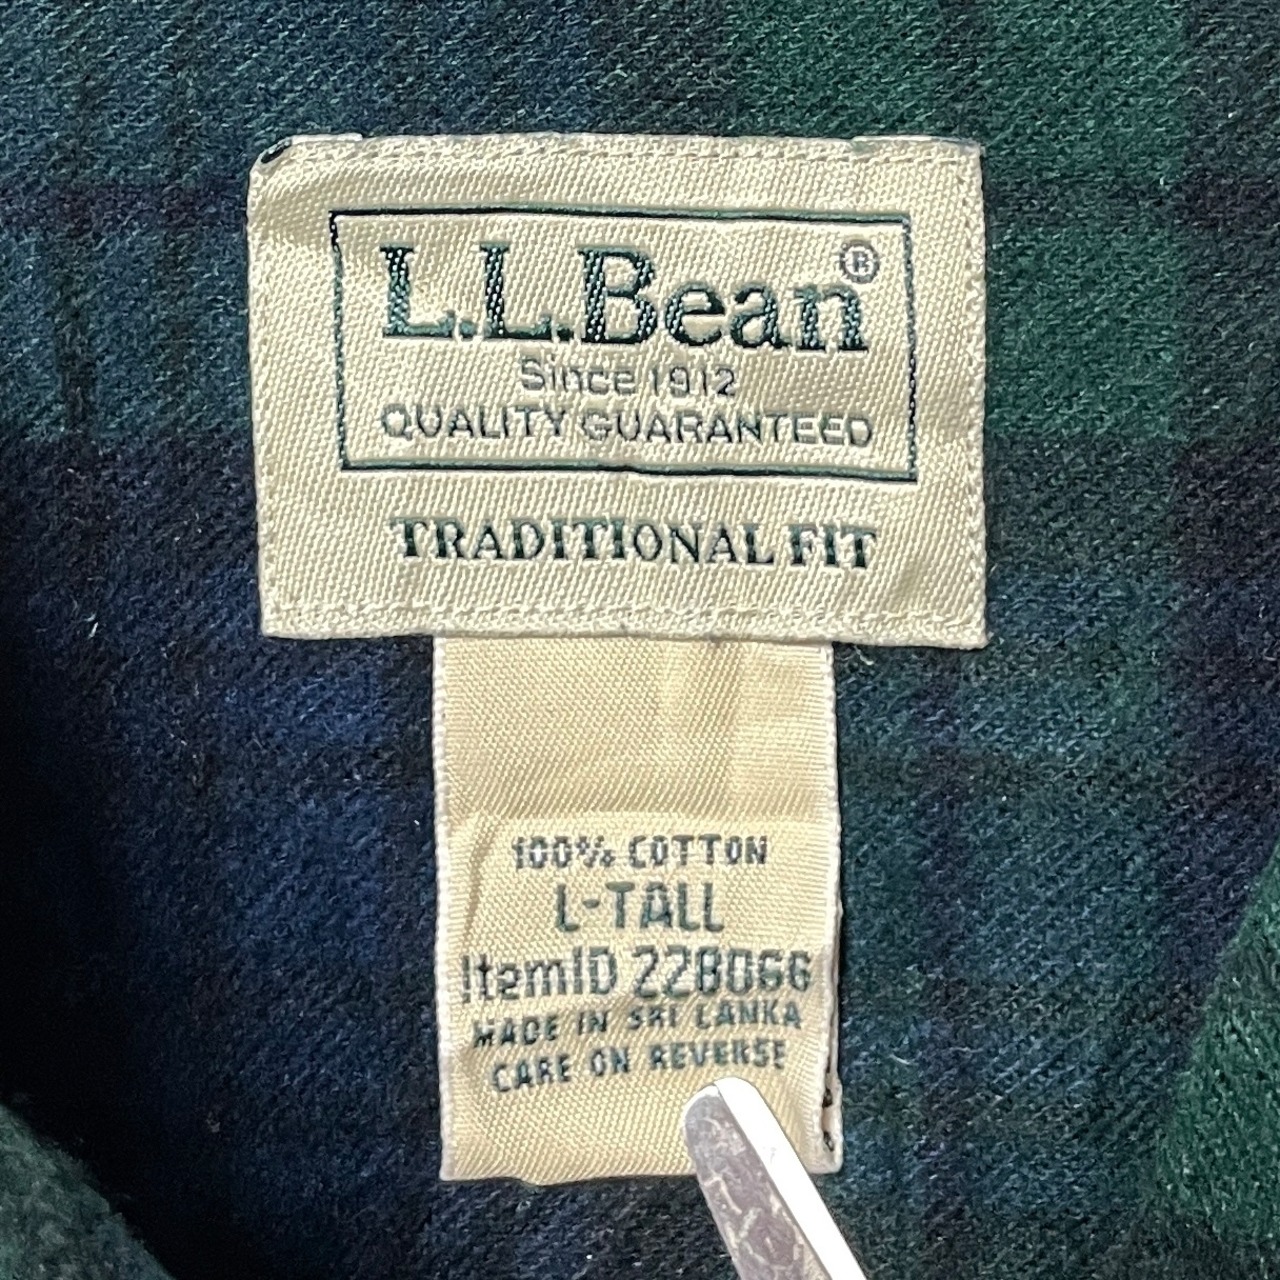 L.L.Bean®
Since 1912
QUALITY GUARANTEED
TRADITIONAL FIT
100% COTTON
L-TALL
ItemID 228066
MADE IN SRI LANKA
CARE ON REVERSE